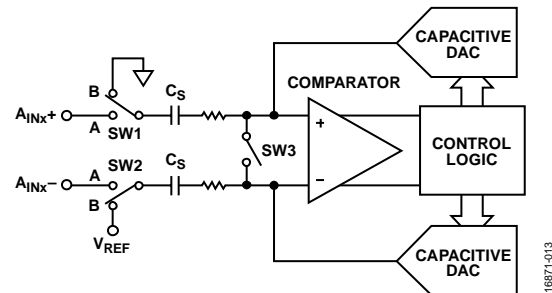 CAPACITIVE
DAC
COMPARATOR
B
CS
AINx+
A
SW1
+
SW3
CONTROL
LOGIC
AINx–
A
SW2
CS
–
B
VREF
CAPACITIVE
DAC
16871-013